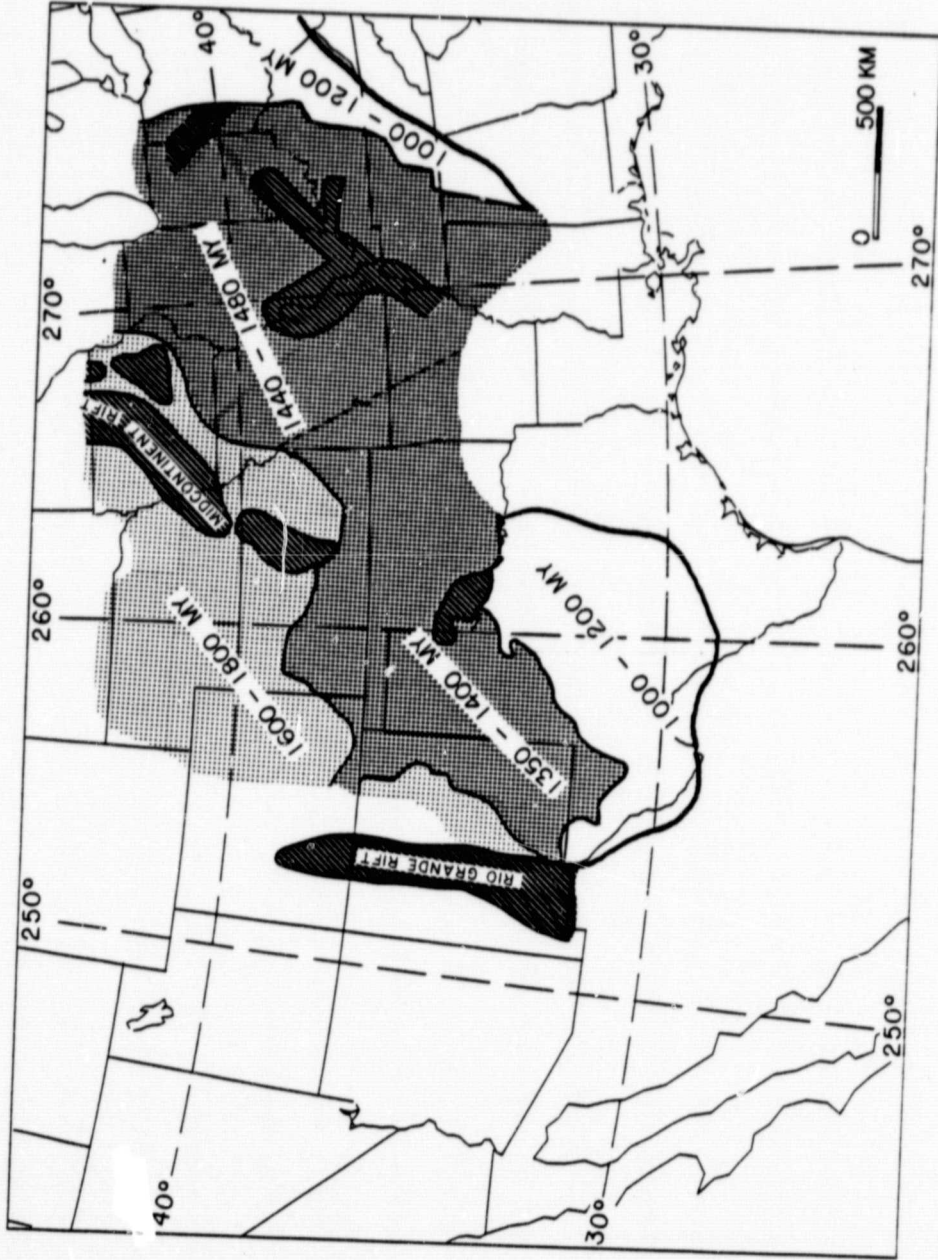 250°
260°
270°
40°
40°
MIDCONTINENT RIFT
1600 – 1800 MY
1440 – 1480 MY
1000 – 1200 MY
RIO GRANDE RIFT
1350 – 1400 MY
1000 – 1200 MY
30°
30°
0 500 KM
250°
260°
270°